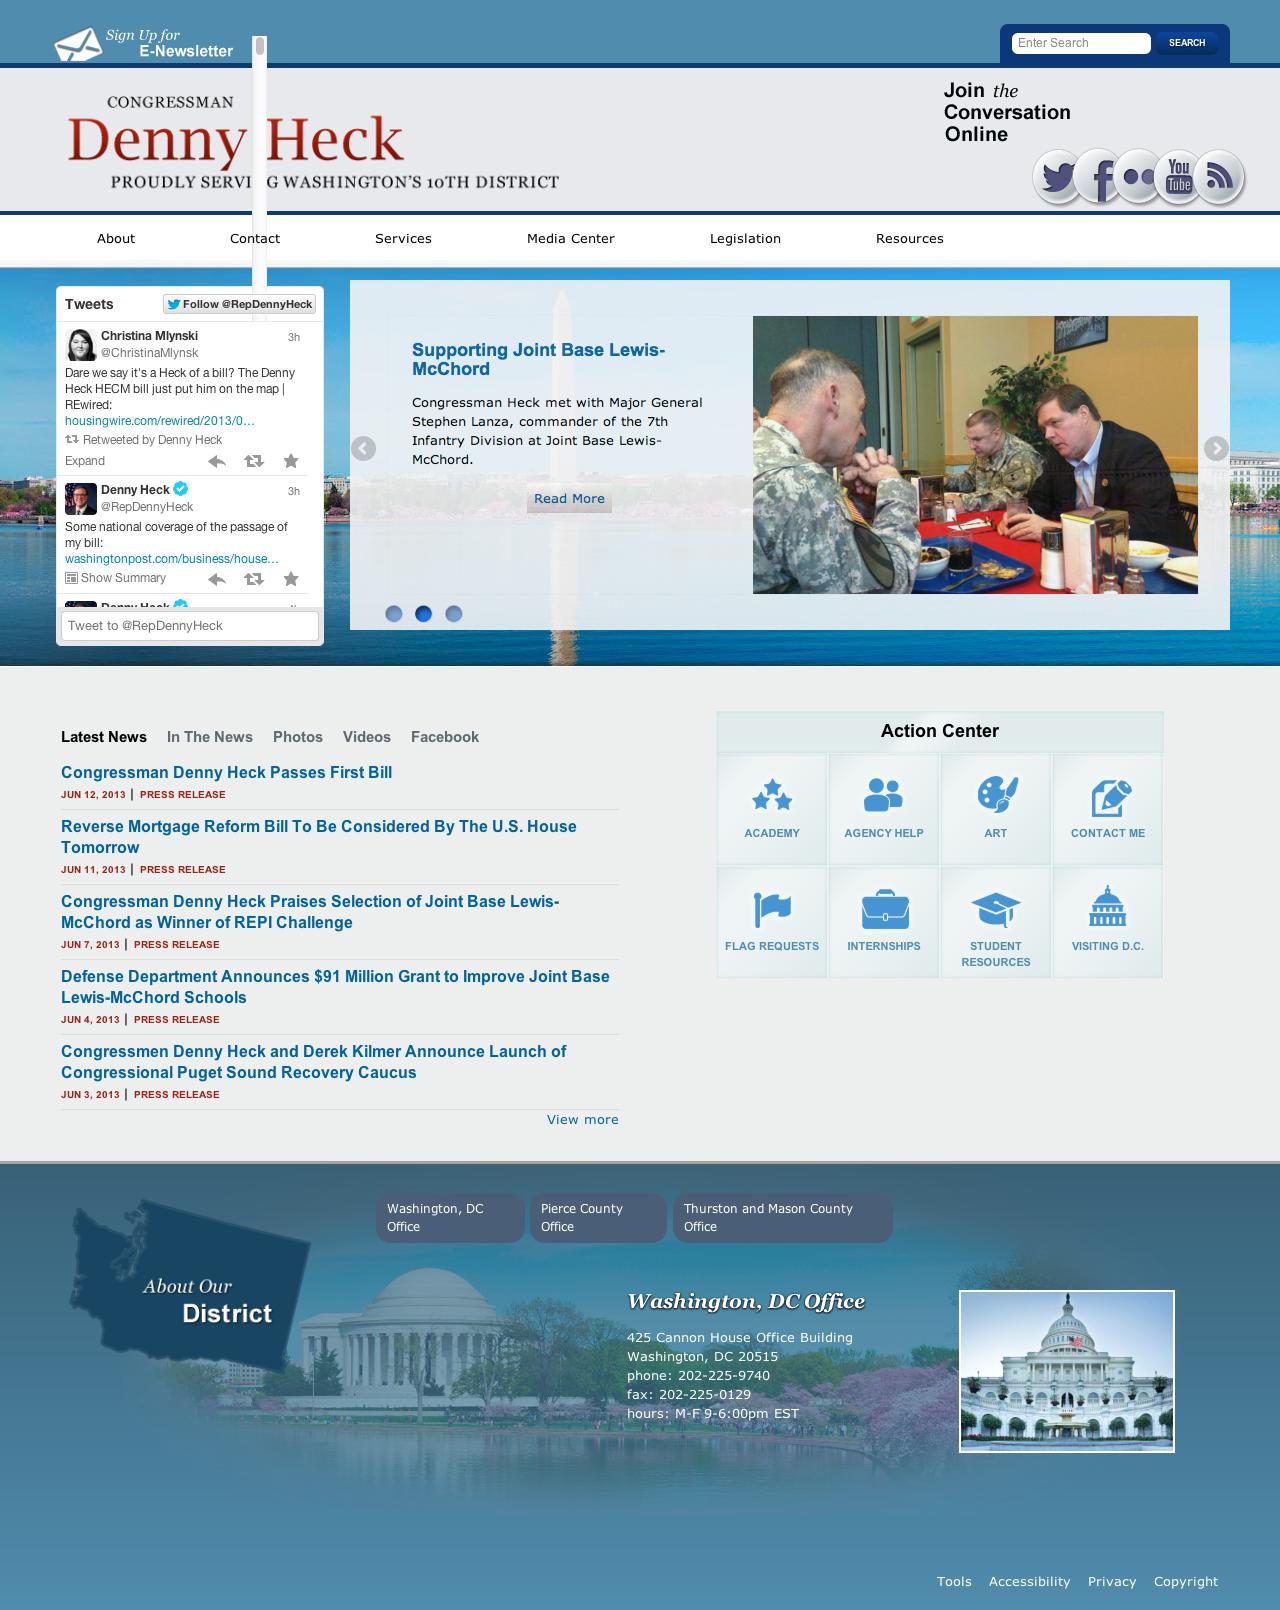 Sign Up for
E-Newsletter
Enter Search
SEARCH
CONGRESSMAN
Denny Heck
PROUDLY SERVING WASHINGTON'S 10TH DISTRICT
Join the
Conversation
Online
You
Tube
About
Contact
Services
Media Center
Legislation
Resources
Tweets
Follow @RepDennyHeck
Christina Mlynski
3h
@ChristinaMlynsk
Dare we say it's a Heck of a bill? The Denny
Heck HECM bill just put him on the map |
REwired:
housingwire.com/rewired/2013/0…
Retweeted by Denny Heck
Expand
Denny Heck
3h
@RepDennyHeck
Some national coverage of the passage of
my bill:
washingtonpost.com/business/house…
Show Summary
Denny Heck
Tweet to @RepDennyHeck
Supporting Joint Base Lewis-
McChord
Congressman Heck met with Major General
Stephen Lanza, commander of the 7th
Infantry Division at Joint Base Lewis-
McChord.
Read More
Latest News
In The News
Photos
Videos
Facebook
Congressman Denny Heck Passes First Bill
JUN 12, 2013 | PRESS RELEASE
Reverse Mortgage Reform Bill To Be Considered By The U.S. House
Tomorrow
JUN 11, 2013 | PRESS RELEASE
Congressman Denny Heck Praises Selection of Joint Base Lewis-
McChord as Winner of REPI Challenge
JUN 7, 2013 | PRESS RELEASE
Defense Department Announces $91 Million Grant to Improve Joint Base
Lewis-McChord Schools
JUN 4, 2013 | PRESS RELEASE
Congressmen Denny Heck and Derek Kilmer Announce Launch of
Congressional Puget Sound Recovery Caucus
JUN 3, 2013 | PRESS RELEASE
View more
Action Center
ACADEMY
AGENCY HELP
ART
CONTACT ME
FLAG REQUESTS
INTERNSHIPS
STUDENT
RESOURCES
VISITING D.C.
About Our
District
Washington, DC
Office
Pierce County
Office
Thurston and Mason County
Office
Washington, DC Office
425 Cannon House Office Building
Washington, DC 20515
phone: 202-225-9740
fax: 202-225-0129
hours: M-F 9-6:00pm EST
Tools
Accessibility
Privacy
Copyright